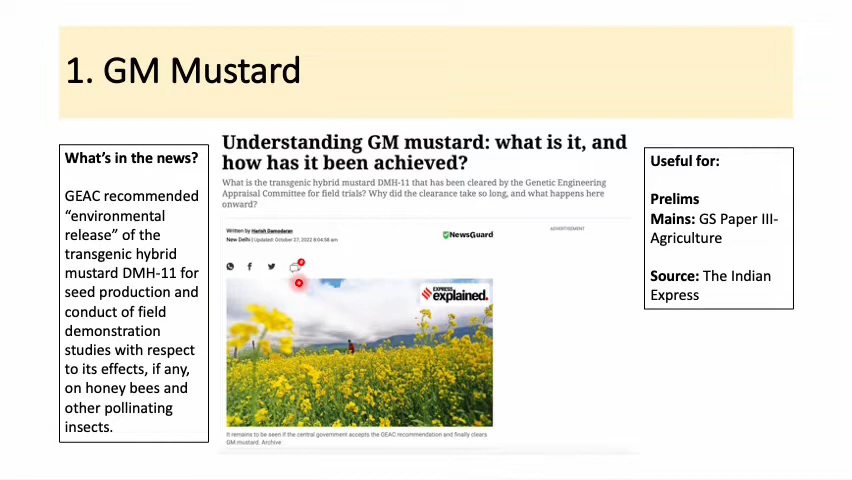 1. GM Mustard
What's in the news?
GEAC recommended
"environmental
release" of the
transgenic hybrid
mustard DMH-11 for
seed production and
conduct of field
demonstration
studies with respect
to its effects, if any,
on honey bees and
other pollinating
insects.
Understanding GM mustard: what is it, and
how has it been achieved?
What is the transgenic hybrid mustard DMH-11 that has been cleared by the Genetic Engineering
Appraisal Committee for field trials? Why did the clearance take so long, and what happens here
onward?
Written by Harish Damodaran
New Delhi | Updated: October 27, 2022 8:04:58 am
NewsGuard
ADVERTISEMENT
EXPRESS
explained.
It remains to be seen if the central government accepts the GEAC recommendation and finally clears
GM mustard. Archive
Useful for:
Prelims
Mains: GS Paper III-
Agriculture
Source: The Indian
Express